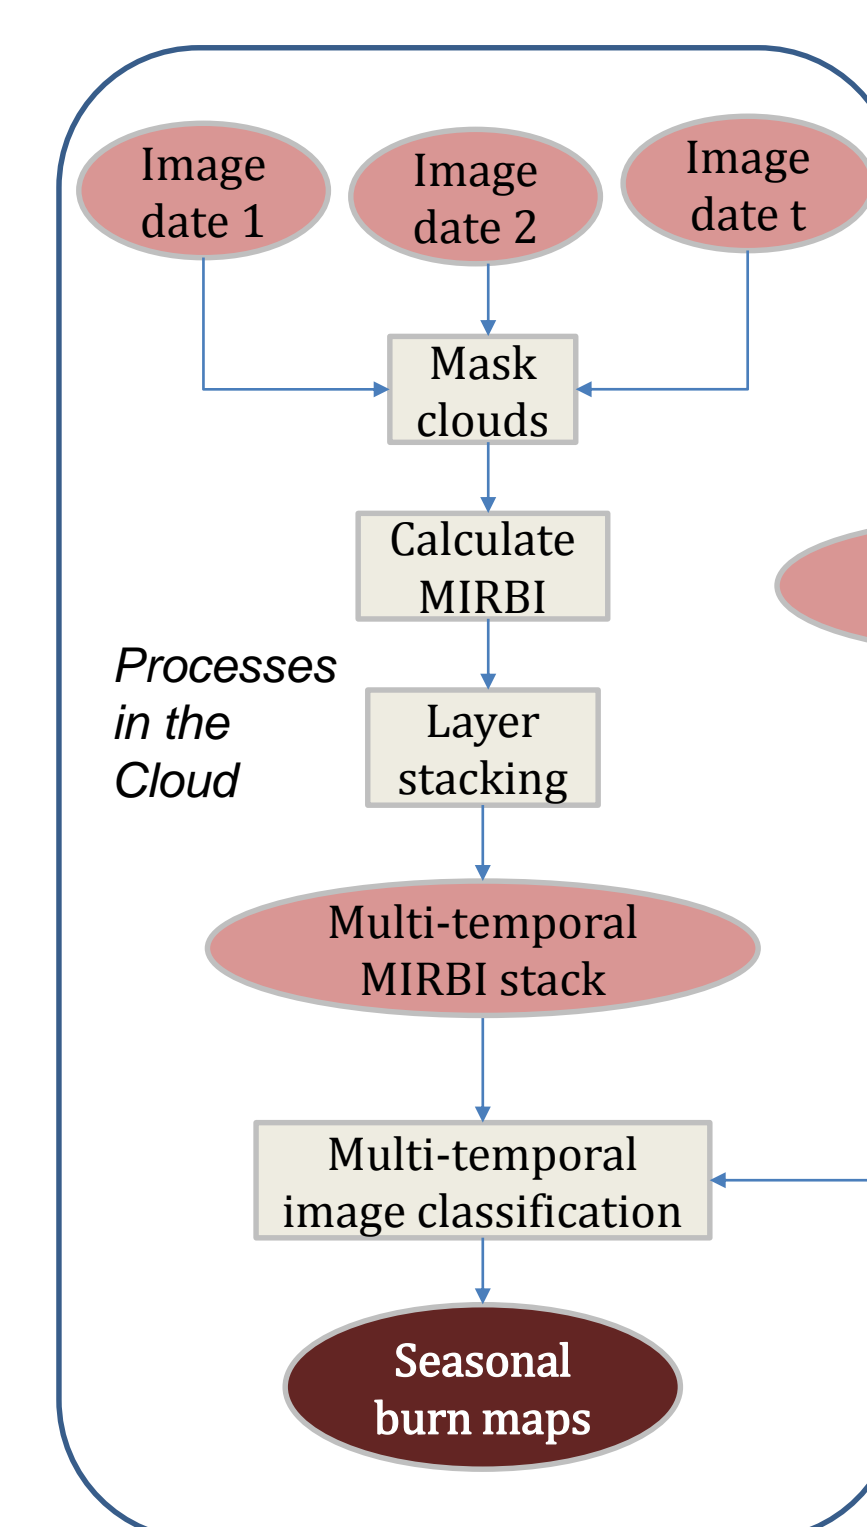 Image
date 1
Image
date 2
Image
date t
Mask
clouds
Calculate
MIRBI
Processes
in the
Cloud
Layer
stacking
Multi-temporal
MIRBI stack
Multi-temporal
image classification
Seasonal
burn maps